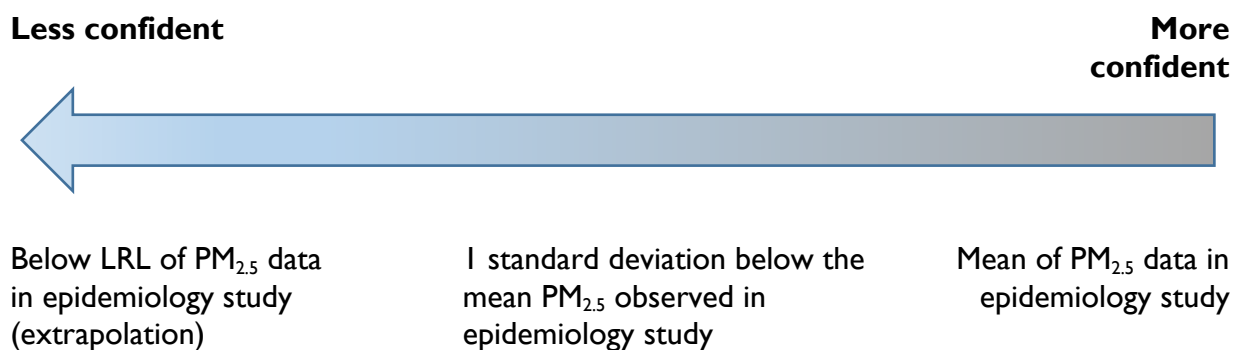 Less confident
More
confident
Below LRL of PM2.5 data
in epidemiology study
(extrapolation)
1 standard deviation below the
mean PM2.5 observed in
epidemiology study
Mean of PM2.5 data in
epidemiology study